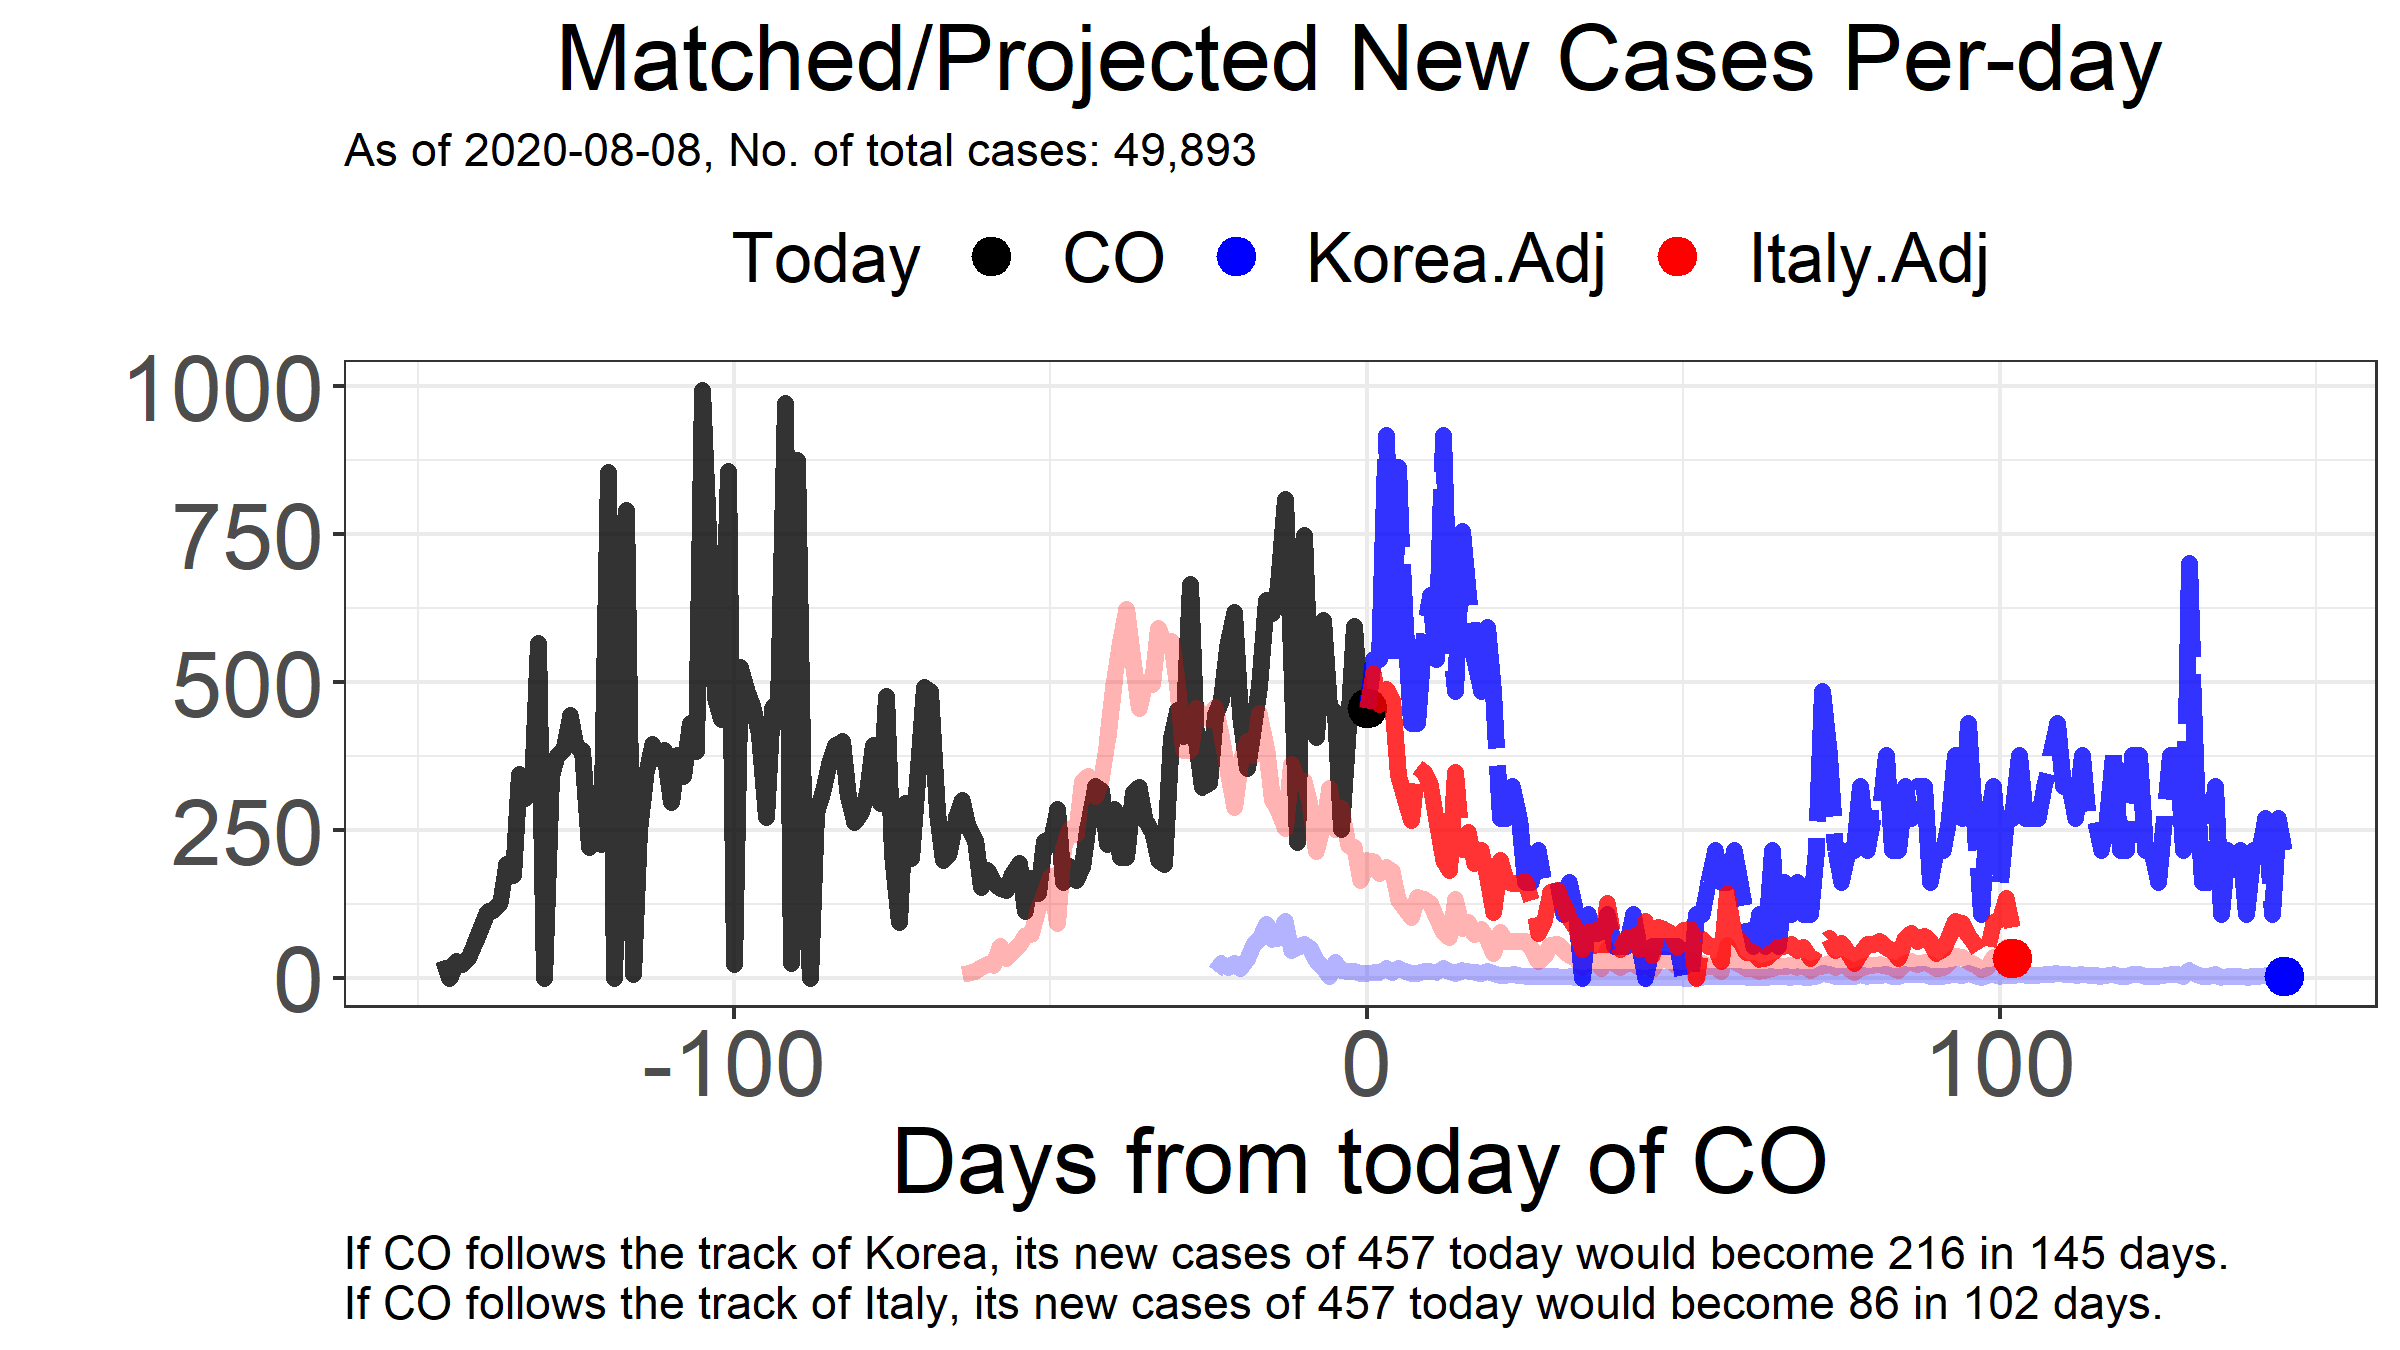 Matched/Projected New Cases Per-day
As of 2020-08-08, No. of total cases: 49,893
Today CO Korea.Adj Italy.Adj
1000
750
500
250
0
-100 0 100
Days from today of CO
If CO follows the track of Korea, its new cases of 457 today would become 216 in 145 days.
If CO follows the track of Italy, its new cases of 457 today would become 86 in 102 days.